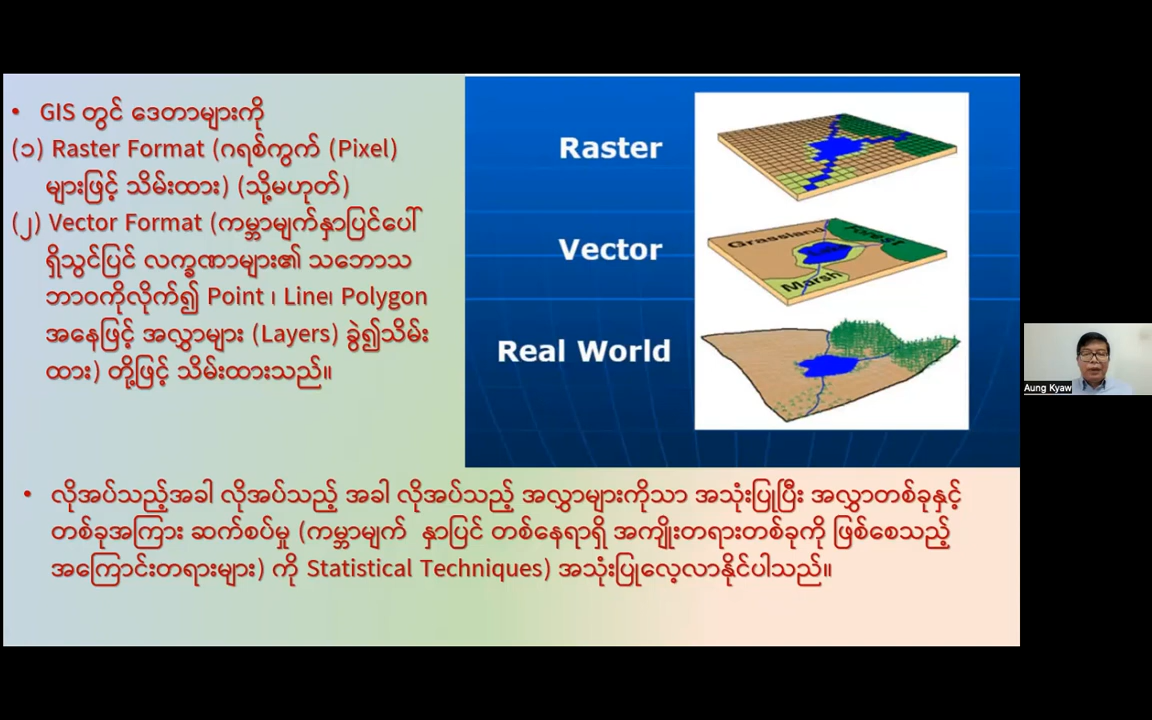 • GIS တွင် ဒေတာများကို
(၁) Raster Format (ဂရစ်ကွက် (Pixel)
များဖြင့် သိမ်းထား) (သို့မဟုတ်)
(၂) Vector Format (ကမ္ဘာမျက်နှာပြင်ပေါ်
ရှိသွင်ပြင် လက္ခဏာများ၏ သဘောသ
ဘာဝကိုလိုက်၍ Point ၊ Line၊ Polygon
အနေဖြင့် အလွှာများ (Layers) ခွဲ၍သိမ်း
ထား) တို့ဖြင့် သိမ်းထားသည်။
Raster
Vector
Grassland
Forest
Marsh
Real World
Aung Kyaw
• လိုအပ်သည့်အခါ လိုအပ်သည့် အခါ လိုအပ်သည့် အလွှာများကိုသာ အသုံးပြုပြီး အလွှာတစ်ခုနှင့်
တစ်ခုအကြား ဆက်စပ်မှု (ကမ္ဘာမျက် နှာပြင် တစ်နေရာရှိ အကျိုးတရားတစ်ခုကို ဖြစ်စေသည့်
အကြောင်းတရားများ) ကို Statistical Techniques) အသုံးပြုလေ့လာနိုင်ပါသည်။